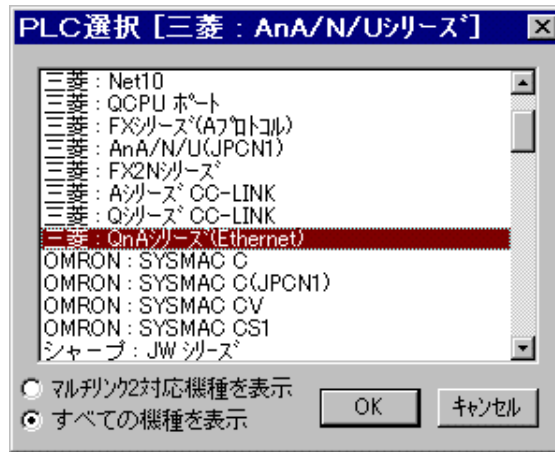 PLC選択 [三菱 : AnA/N/Uｼﾘｰｽﾞ]
三菱 : Net10
三菱 : QCPU ﾎﾟｰﾄ
三菱 : FXｼﾘｰｽﾞ(Aﾌﾟﾛﾄｺﾙ)
三菱 : AnA/N/U(JPCN1)
三菱 : FX2Nｼﾘｰｽﾞ
三菱 : Aｼﾘｰｽﾞ CC-LINK
三菱 : Qｼﾘｰｽﾞ CC-LINK
三菱 : QnAｼﾘｰｽﾞ(Ethernet)
OMRON : SYSMAC C
OMRON : SYSMAC C(JPCN1)
OMRON : SYSMAC CV
OMRON : SYSMAC CS1
シャープ : JW ｼﾘｰｽﾞ
ﾏﾙﾁﾘﾝｸ2対応機種を表示
すべての機種を表示
OK
ｷｬﾝｾﾙ